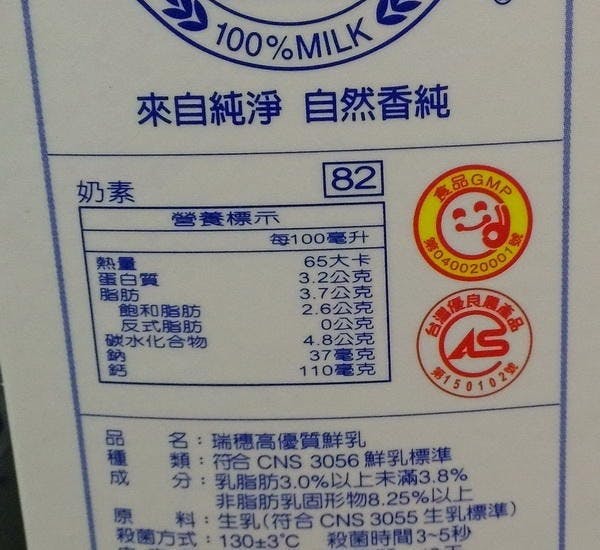 100%MILK
來自純淨 自然香純
奶素
82
營養標示
每100毫升
熱量 65大卡
蛋白質 3.2公克
脂肪 3.7公克
飽和脂肪 2.6公克
反式脂肪 0公克
碳水化合物 4.8公克
鈉 37毫克
鈣 110毫克
食品GMP
第040020001號
台灣優良農產品
CAS
第150102號
品 名：瑞穗高優質鮮乳
種 類：符合 CNS 3056 鮮乳標準
成 分：乳脂肪3.0%以上未滿3.8%
非脂肪乳固形物8.25%以上
原 料：生乳(符合 CNS 3055 生乳標準)
殺菌方式：130±3°C 殺菌時間3~5秒